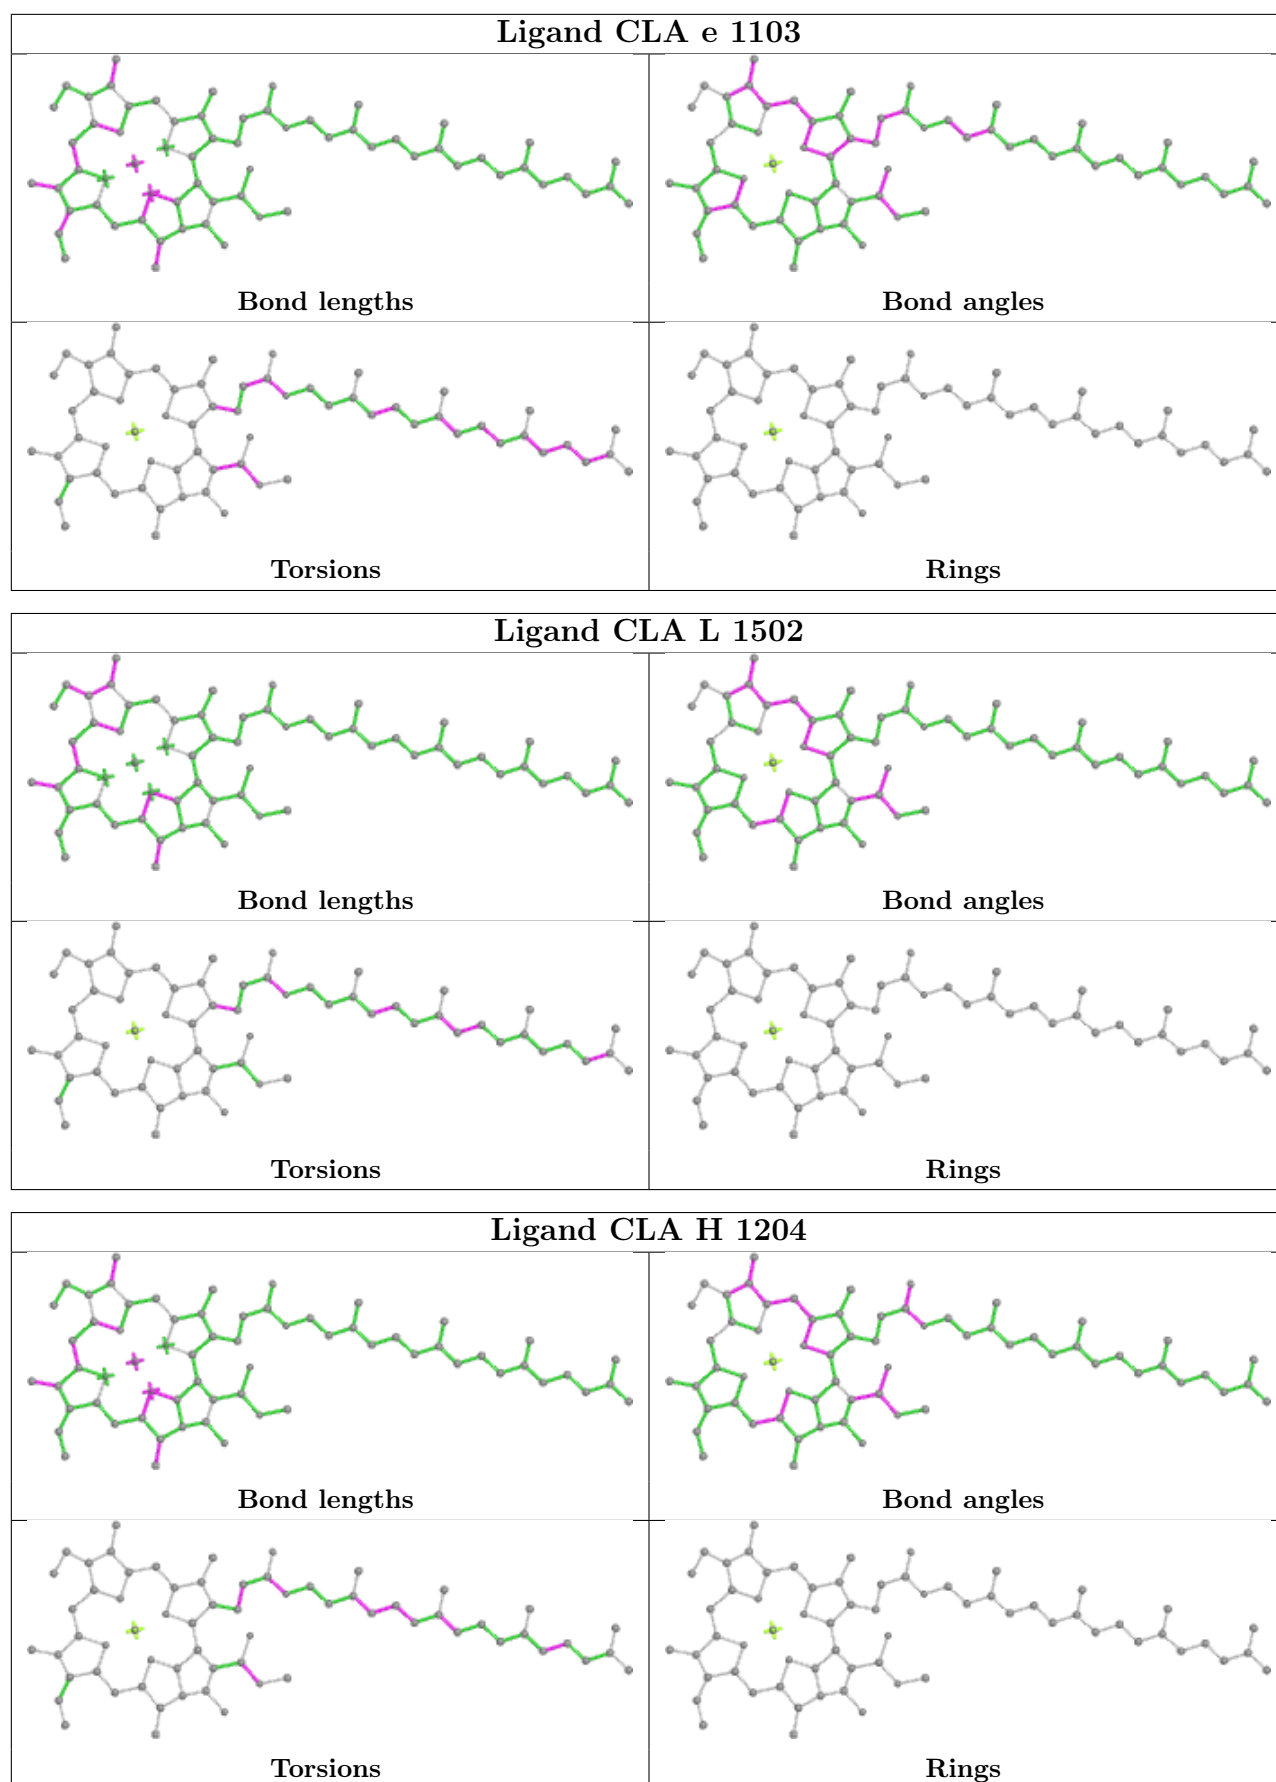 Ligand CLA e 1103
Bond lengths
Bond angles
Torsions
Rings
Ligand CLA L 1502
Bond lengths
Bond angles
Torsions
Rings
Ligand CLA H 1204
Bond lengths
Bond angles
Torsions
Rings